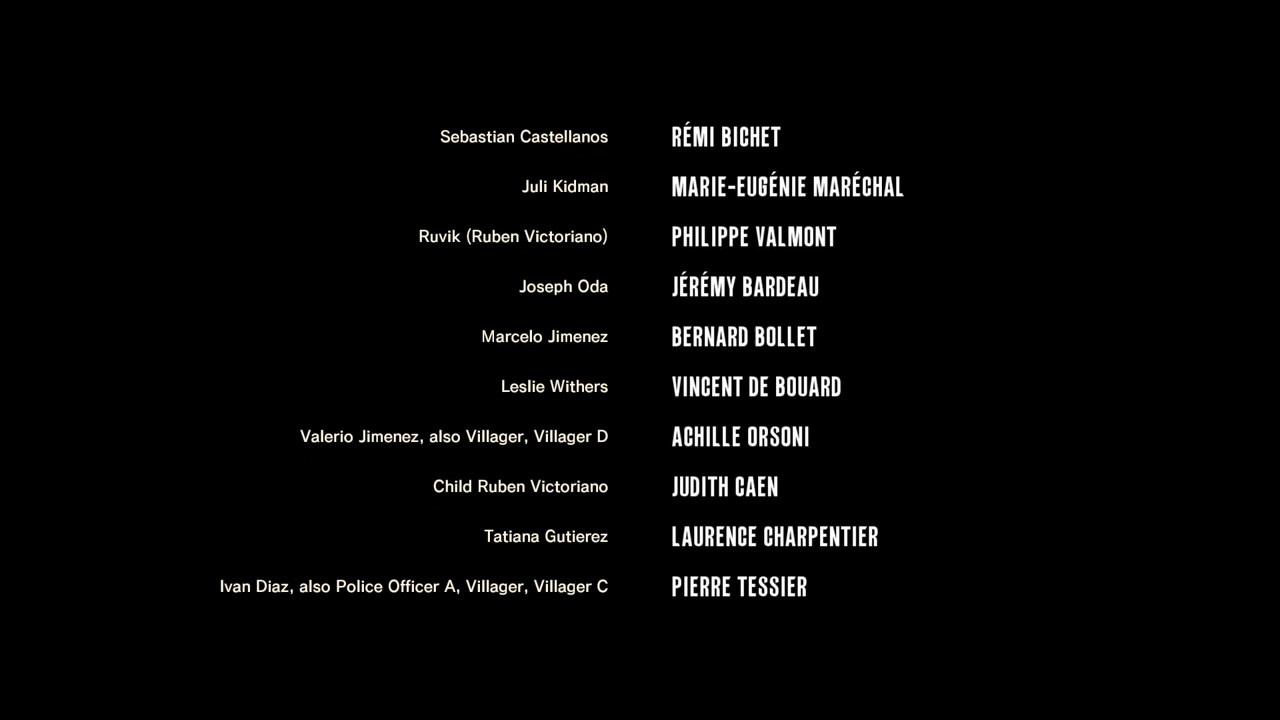 Sebastian Castellanos RÉMI BICHET
Juli Kidman MARIE-EUGÉNIE MARÉCHAL
Ruvik (Ruben Victoriano) PHILIPPE VALMONT
Joseph Oda JÉRÉMY BARDEAU
Marcelo Jimenez BERNARD BOLLET
Leslie Withers VINCENT DE BOUARD
Valerio Jimenez, also Villager, Villager D ACHILLE ORSONI
Child Ruben Victoriano JUDITH CAEN
Tatiana Gutierez LAURENCE CHARPENTIER
Ivan Diaz, also Police Officer A, Villager, Villager C PIERRE TESSIER